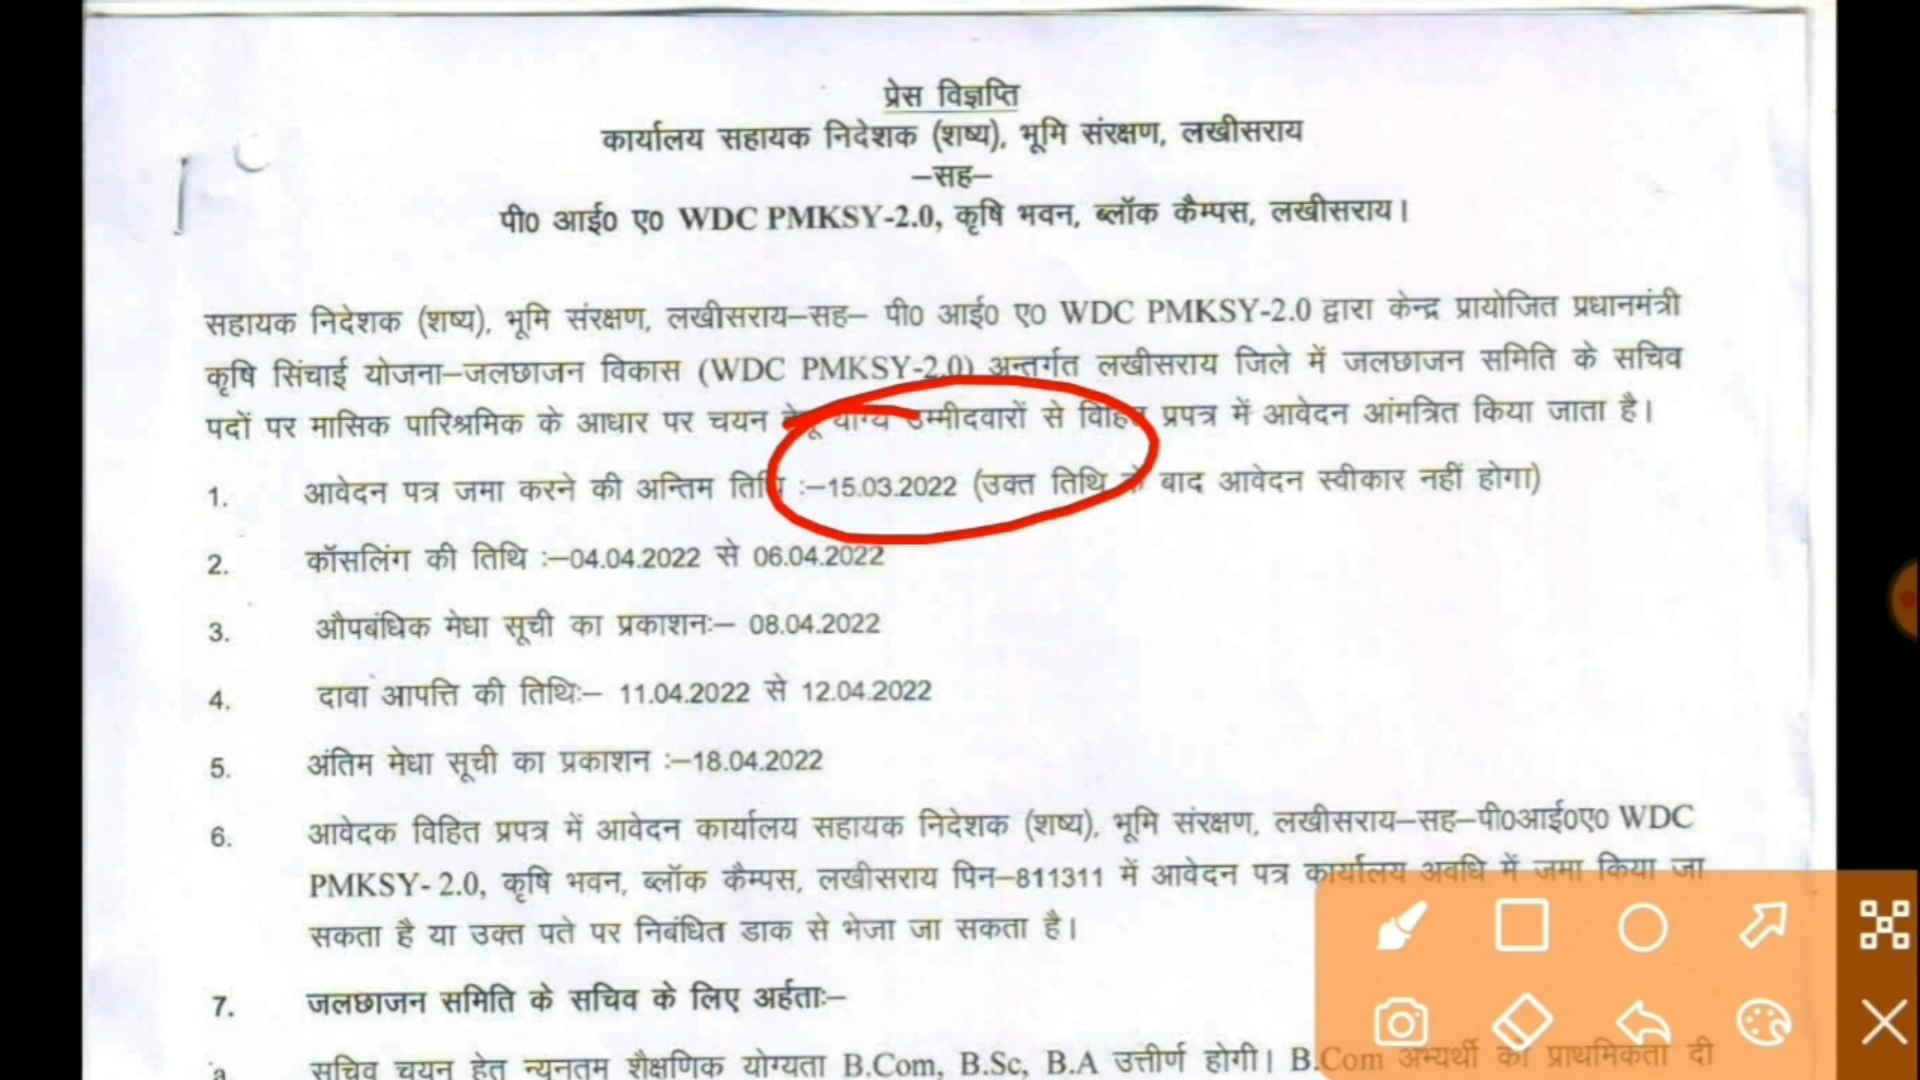 प्रेस विज्ञप्ति
कार्यालय सहायक निदेशक (शष्य), भूमि संरक्षण, लखीसराय
–सह–
पी0 आई0 ए0 WDC PMKSY-2.0, कृषि भवन, ब्लॉक कैम्पस, लखीसराय।
सहायक निदेशक (शष्य), भूमि संरक्षण, लखीसराय–सह– पी0 आई0 ए0 WDC PMKSY-2.0 द्वारा केन्द्र प्रायोजित प्रधानमंत्री
कृषि सिंचाई योजना–जलछाजन विकास (WDC PMKSY-2.0) अन्तर्गत लखीसराय जिले में जलछाजन समिति के सचिव
पदों पर मासिक पारिश्रमिक के आधार पर चयन योग्य उम्मीदवारों से विहित प्रपत्र में आवेदन आंमत्रित किया जाता है।
1. आवेदन पत्र जमा करने की अन्तिम तिथि :–15.03.2022 (उक्त तिथि के बाद आवेदन स्वीकार नहीं होगा)
2. कॉसलिंग की तिथि :–04.04.2022 से 06.04.2022
3. औपबंधिक मेधा सूची का प्रकाशनः– 08.04.2022
4. दावा आपत्ति की तिथिः– 11.04.2022 से 12.04.2022
5. अंतिम मेधा सूची का प्रकाशन :–18.04.2022
6. आवेदक विहित प्रपत्र में आवेदन कार्यालय सहायक निदेशक (शष्य), भूमि संरक्षण, लखीसराय–सह–पी0आई0ए0 WDC
PMKSY- 2.0, कृषि भवन, ब्लॉक कैम्पस, लखीसराय पिन–811311 में आवेदन पत्र कार्यालय अवधि में जमा किया जा
सकता है या उक्त पते पर निबंधित डाक से भेजा जा सकता है।
7. जलछाजन समिति के सचिव के लिए अर्हताः–
a. सचिव चयन हेतु न्यूनतम शैक्षणिक योग्यता B.Com, B.Sc, B.A उत्तीर्ण होगी। B.Com अभ्यर्थी को प्राथमिकता दी